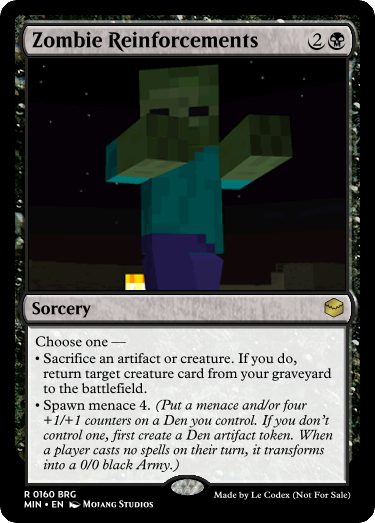 Zombie Reinforcements 2
Sorcery
Choose one —
• Sacrifice an artifact or creature. If you do,
return target creature card from your graveyard
to the battlefield.
• Spawn menace 4. (Put a menace and/or four
+1/+1 counters on a Den you control. If you don't
control one, first create a Den artifact token. When
a player casts no spells on their turn, it transforms
into a 0/0 black Army.)
R 0160 BRG
MIN • EN Mojang Studios
Made by Le Codex (Not For Sale)